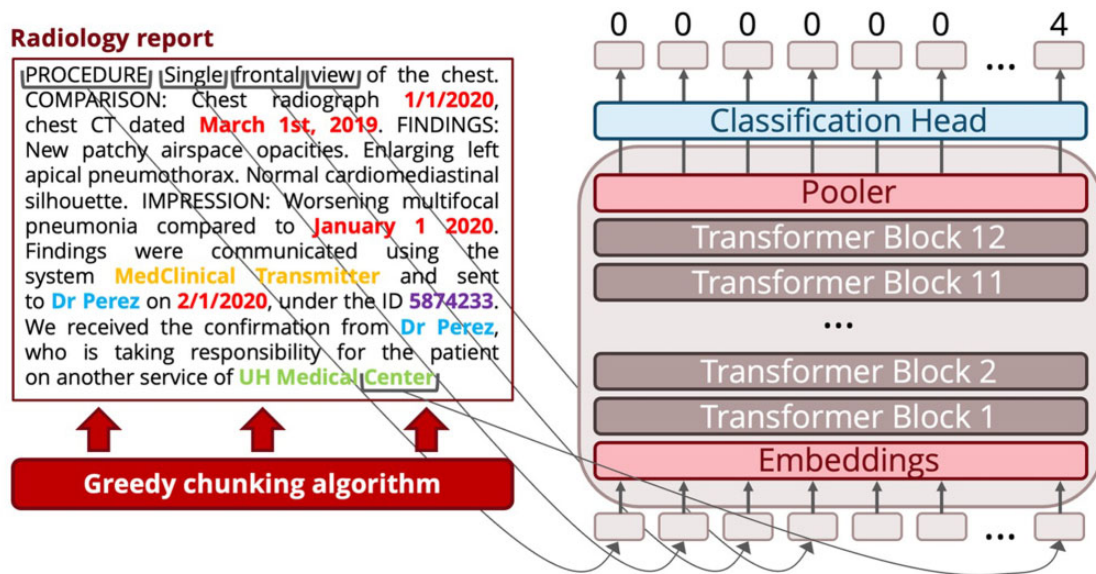 Radiology report
PROCEDURE Single frontal view of the chest.
COMPARISON: Chest radiograph 1/1/2020,
chest CT dated March 1st, 2019. FINDINGS:
New patchy airspace opacities. Enlarging left
apical pneumothorax. Normal cardiomediastinal
silhouette. IMPRESSION: Worsening multifocal
pneumonia compared to January 1 2020.
Findings were communicated using the
system MedClinical Transmitter and sent
to Dr Perez on 2/1/2020, under the ID 5874233.
We received the confirmation from Dr Perez,
who is taking responsibility for the patient
on another service of UH Medical Center
Greedy chunking algorithm
0 0 0 0 0 0 4
...
Classification Head
Pooler
Transformer Block 12
Transformer Block 11
...
Transformer Block 2
Transformer Block 1
Embeddings
...